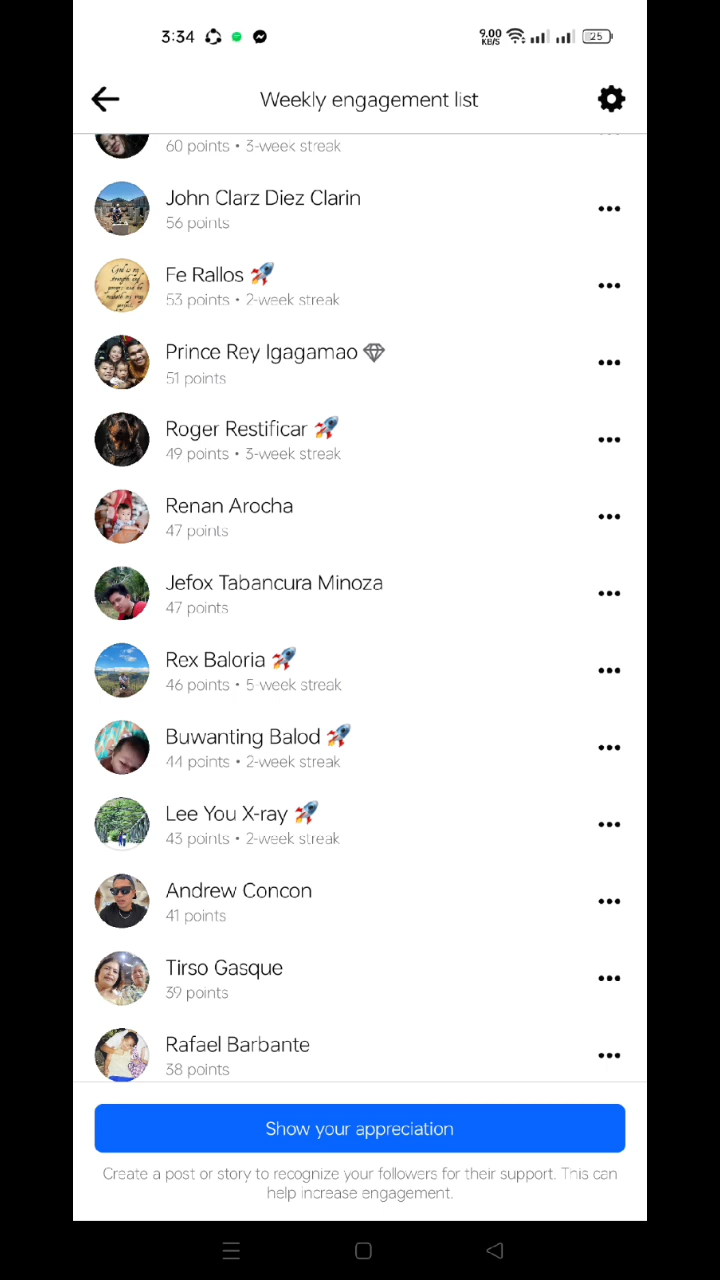 3:34
9.00
KB/S
25
Weekly engagement list
60 points • 3-week streak
John Clarz Diez Clarin
56 points
Fe Rallos 🚀
53 points • 2-week streak
Prince Rey Igagamao
51 points
Roger Restificar 🚀
49 points • 3-week streak
Renan Arocha
47 points
Jefox Tabancura Minoza
47 points
Rex Baloria 🚀
46 points • 5-week streak
Buwanting Balod 🚀
44 points • 2-week streak
Lee You X-ray 🚀
43 points • 2-week streak
Andrew Concon
41 points
Tirso Gasque
39 points
Rafael Barbante
38 points
Show your appreciation
Create a post or story to recognize your followers for their support. This can
help increase engagement.